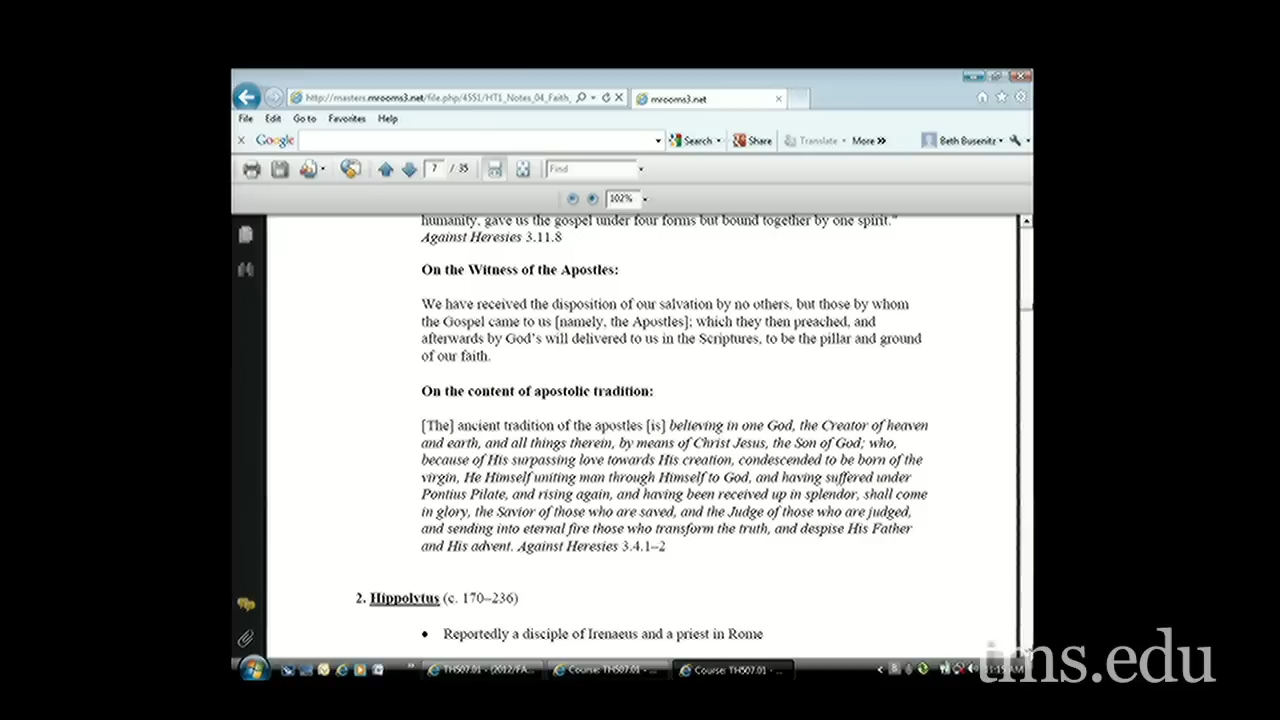 http://masters.mrooms3.net/file.php/4551/HT1_Notes_04_Faith_
mrooms3.net
File Edit Go to Favorites Help
Google Search Share Translate More » Beth Busenitz
7 / 35 Find
102%
humanity, gave us the gospel under four forms but bound together by one spirit."
Against Heresies 3.11.8
On the Witness of the Apostles:
We have received the disposition of our salvation by no others, but those by whom
the Gospel came to us [namely, the Apostles]; which they then preached, and
afterwards by God's will delivered to us in the Scriptures, to be the pillar and ground
of our faith.
On the content of apostolic tradition:
[The] ancient tradition of the apostles [is] believing in one God, the Creator of heaven
and earth, and all things therein, by means of Christ Jesus, the Son of God; who,
because of His surpassing love towards His creation, condescended to be born of the
virgin, He Himself uniting man through Himself to God, and having suffered under
Pontius Pilate, and rising again, and having been received up in splendor, shall come
in glory, the Savior of those who are saved, and the Judge of those who are judged,
and sending into eternal fire those who transform the truth, and despise His Father
and His advent. Against Heresies 3.4.1–2
2. Hippolytus (c. 170–236)
• Reportedly a disciple of Irenaeus and a priest in Rome
TH507.01 - (2012/FA... Course: TH507.01 - ... Course: TH507.01 - ...
tms.edu